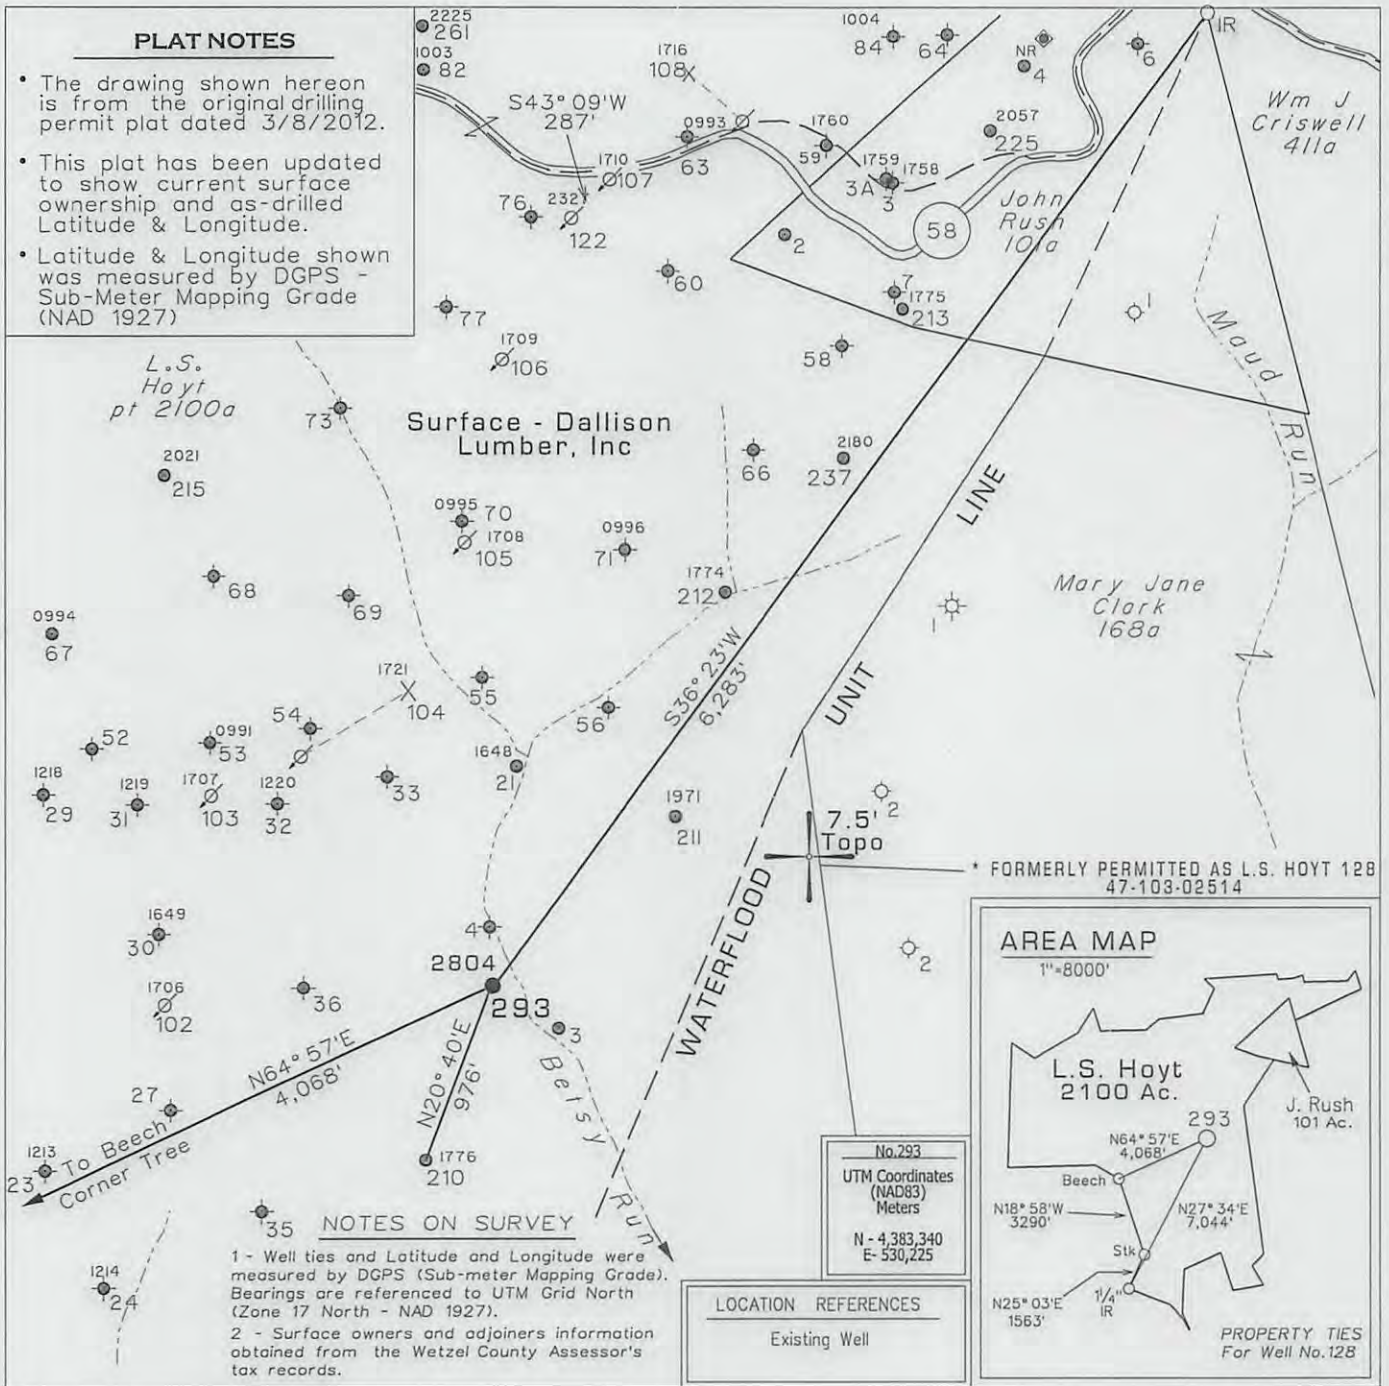 PLAT NOTES
• The drawing shown hereon
is from the original drilling
permit plat dated 3/8/2012.
• This plat has been updated
to show current surface
ownership and as-drilled
Latitude & Longitude.
• Latitude & Longitude shown
was measured by DGPS -
Sub-Meter Mapping Grade
(NAD 1927)
2225
261
1003
82
1716
108
S43° 09'W
287'
0993
63
1710
107
76
2327
122
60
77
1709
106
1004
84
64
NR
4
6
IR
1760
59
1759
3A
1758
3
2057
225
58
John
Rush
101a
Wm J
Criswell
411a
2
7
1775
213
58
1
Maud Run
L.S.
Hoyt
pt 2100a
73
Surface - Dallison
Lumber, Inc
2021
215
66
2180
237
0995
70
1708
105
0996
71
1774
212
68
69
0994
67
1
Mary Jane
Clark
168a
S36° 23'W
6,283'
WATERFLOOD UNIT LINE
1721
104
55
56
54
52
0991
53
1648
21
33
1218
29
1219
31
1707
103
1220
32
1971
211
2
7.5'
Topo
* FORMERLY PERMITTED AS L.S. HOYT 128
47-103-02514
1649
30
4
2804
293
36
3
1706
102
2
Betsy Run
N64° 57'E
4,068'
N20° 40'E
976'
27
To Beech
Corner Tree
1213
23
1776
210
35
1214
24
NOTES ON SURVEY
1 - Well ties and Latitude and Longitude were
measured by DGPS (Sub-meter Mapping Grade).
Bearings are referenced to UTM Grid North
(Zone 17 North - NAD 1927).
2 - Surface owners and adjoiners information
obtained from the Wetzel County Assessor's
tax records.
No.293
UTM Coordinates
(NAD83)
Meters
N - 4,383,340
E- 530,225
LOCATION REFERENCES
Existing Well
AREA MAP
1"=8000'
L.S. Hoyt
2100 Ac.
J. Rush
101 Ac.
293
N64° 57'E
4,068'
Beech
N18° 58'W
3290'
N27° 34'E
7,044'
Stk
N25° 03'E
1563'
1 1/4"
IR
PROPERTY TIES
For Well No.128